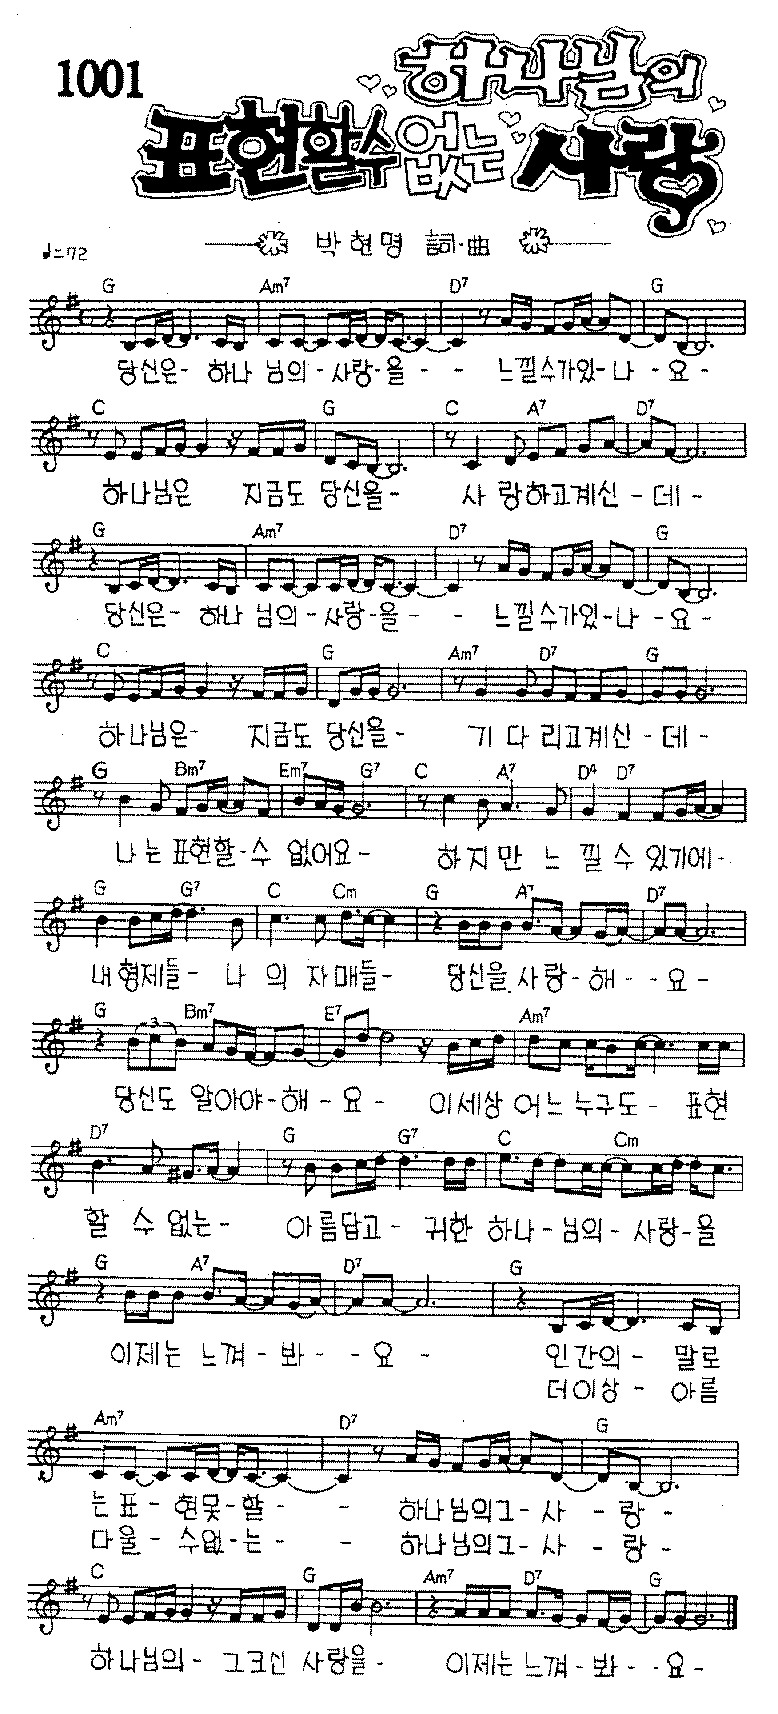 1001
하나님의
표현할수없는 사랑
박현명 詞·曲
♩=72
G Am7 D7 G
당신은- 하나 님의-사랑-을- - 느낄수가있-나-요-
C G C A7 D7
하나님은 지금도 당신을- 사 랑하고계신-데-
G Am7 D7 G
당신은- 하나 님의-사랑-을- - 느낄수가있-나-요-
C G Am7 D7 G
하나님은- 지금도 당신을- 기 다 리고계신-데-
G Bm7 Em7 G7 C A7 D4 D7
나는 표현할-수 없어요- 하지만 느 낄 수 있기에-
G G7 C Cm G A7 D7
내형제들- 나 의 자매들- 당신을 사랑-해--요-
G Bm7 E7 Am7
3
당신도 알아야-해-요- 이세상 어느 누구도- 표현
D7 G G7 C Cm
할 수 없는- 아름답고- 귀한 하나-님의-사랑-을
G A7 D7 G
이제는 느껴-봐--요- 인간의- 말로
더이상- 아름
Am7 D7 G
는표-현못-할- - 하나님의그-사-랑-
다울-수없-는- - 하나님의그-사-랑-
C G Am7 D7 G
하나님의- 그크신 사랑을- 이제는느껴-봐--요-